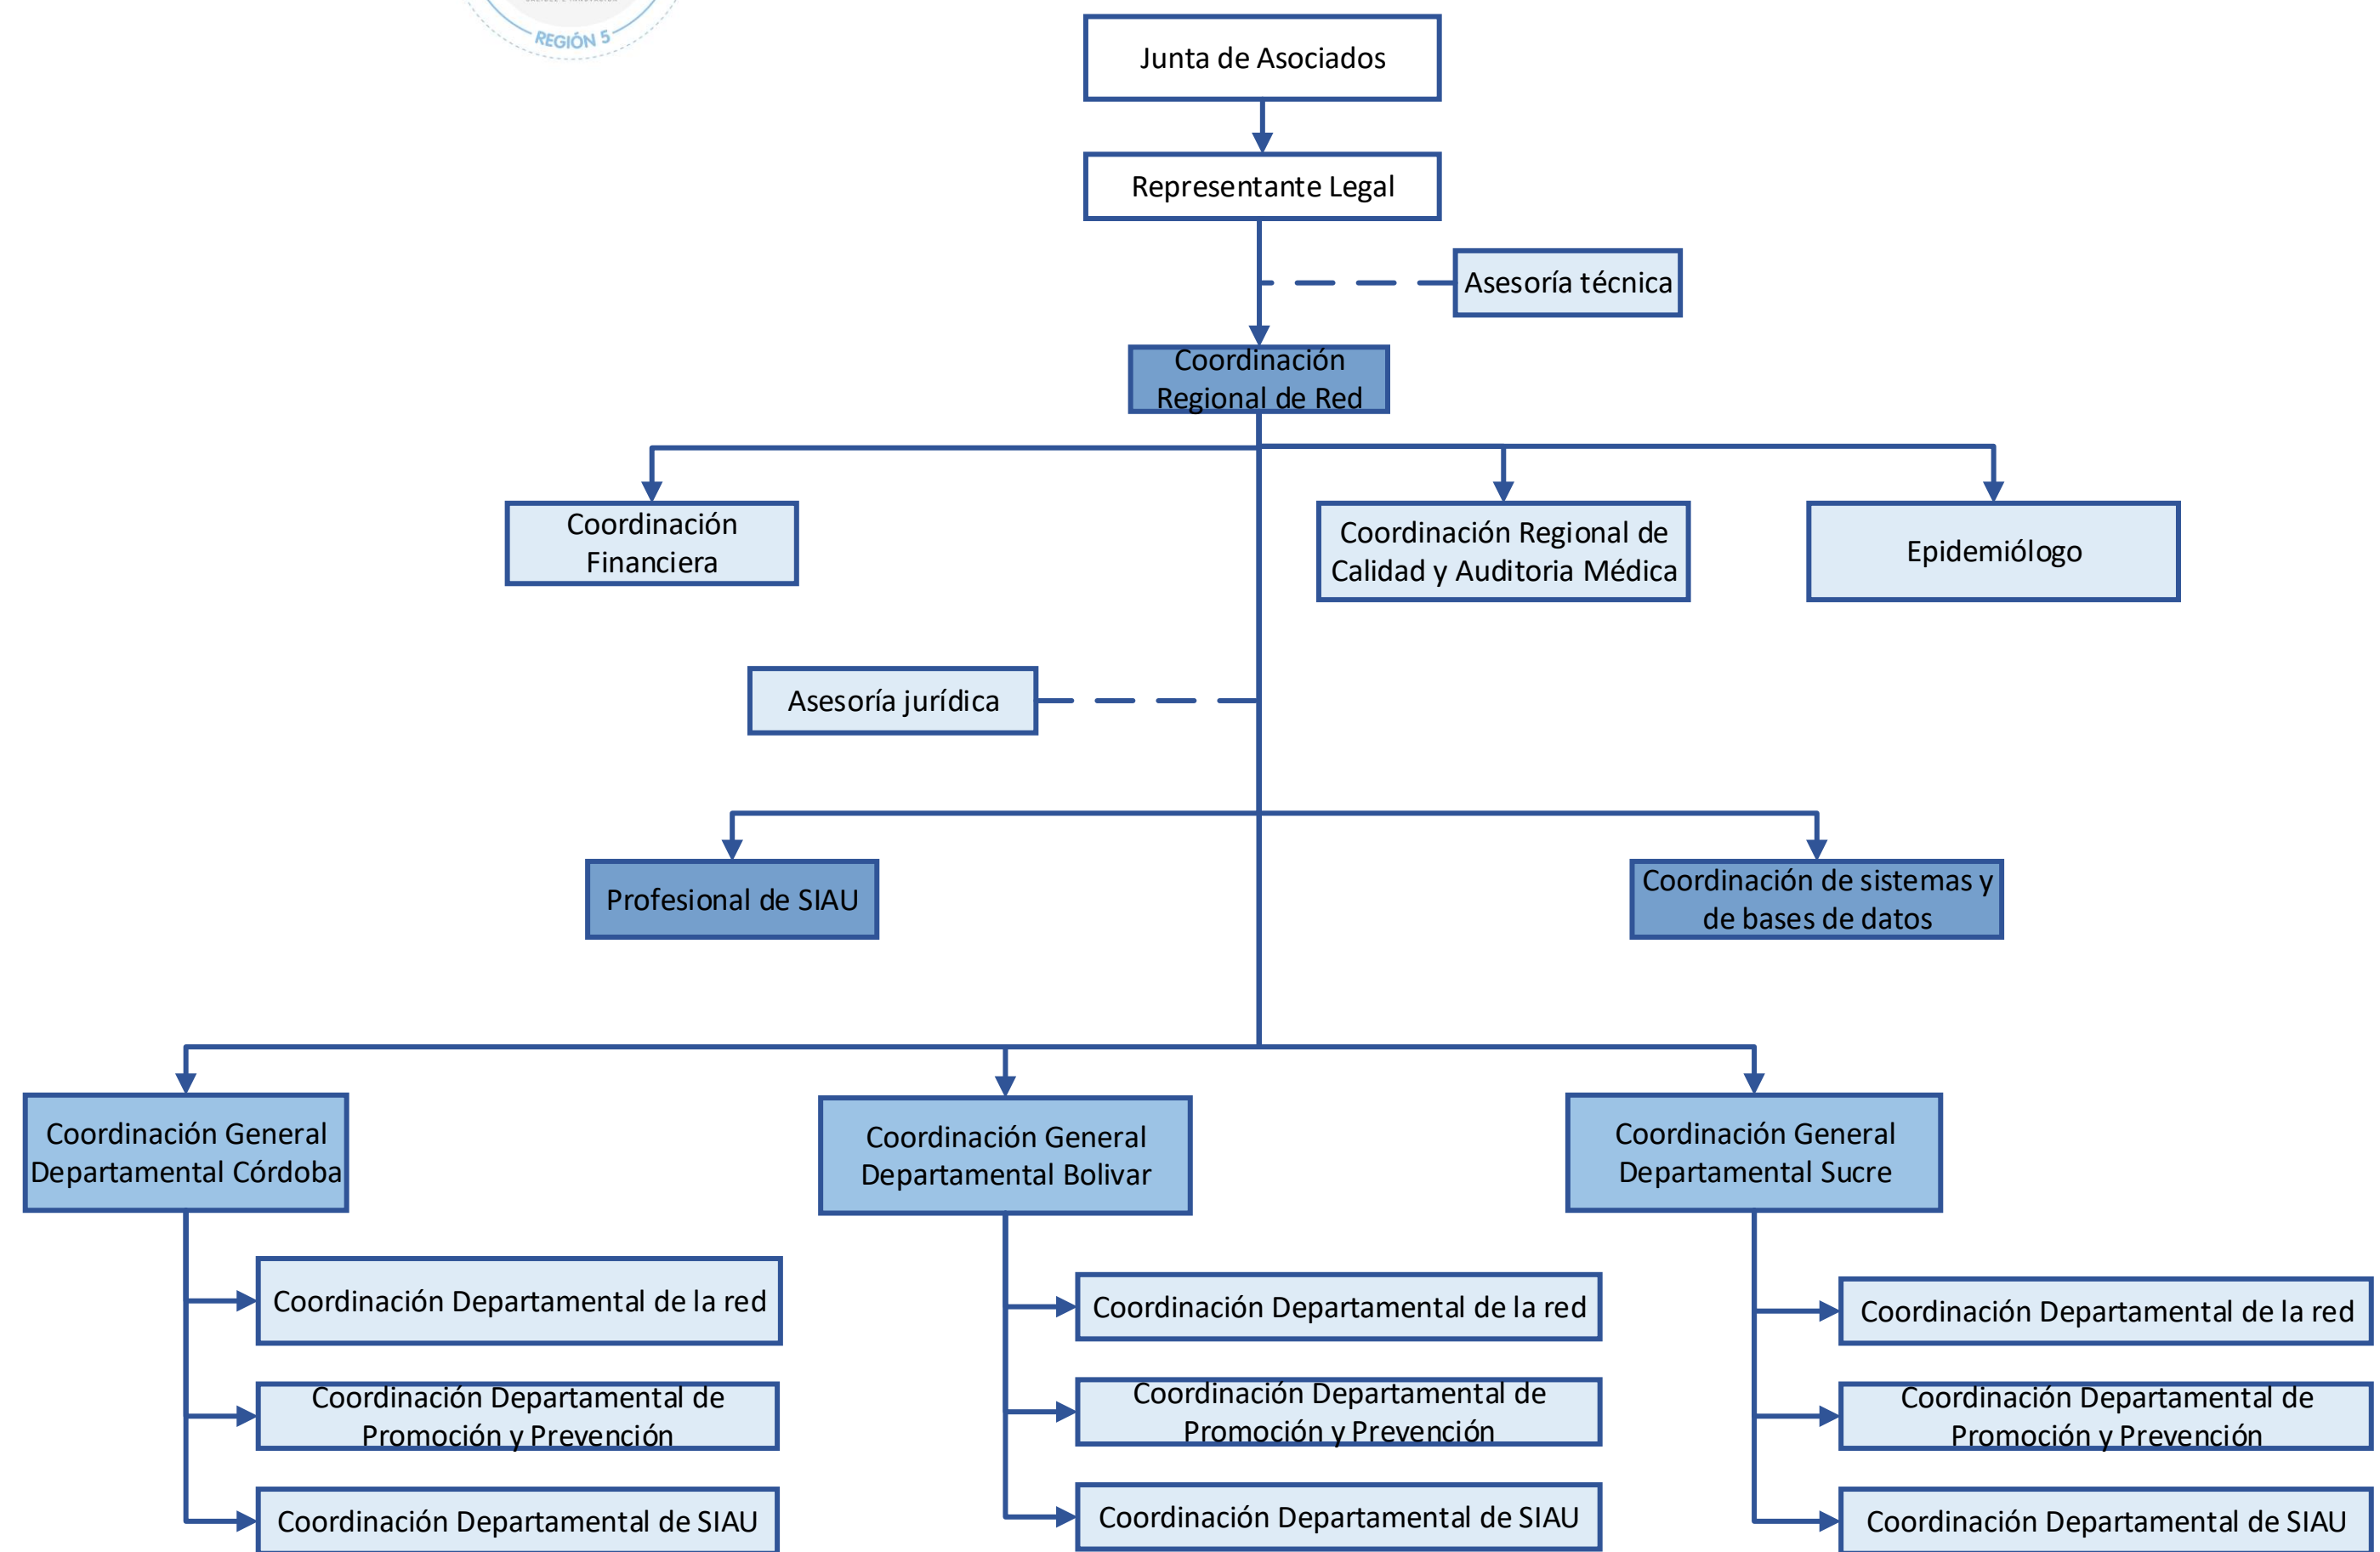 REGIÓN 5
Junta de Asociados
Representante Legal
Asesoría técnica
Coordinación
Regional de Red
Coordinación
Financiera
Coordinación Regional de
Calidad y Auditoria Médica
Epidemiólogo
Asesoría jurídica
Profesional de SIAU
Coordinación de sistemas y
de bases de datos
Coordinación General
Departamental Córdoba
Coordinación General
Departamental Bolivar
Coordinación General
Departamental Sucre
Coordinación Departamental de la red
Coordinación Departamental de la red
Coordinación Departamental de la red
Coordinación Departamental de
Promoción y Prevención
Coordinación Departamental de
Promoción y Prevención
Coordinación Departamental de
Promoción y Prevención
Coordinación Departamental de SIAU
Coordinación Departamental de SIAU
Coordinación Departamental de SIAU